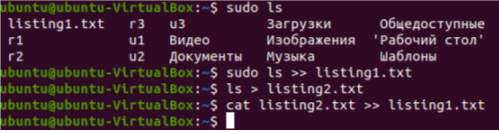 ubuntu@ubuntu-VirtualBox:~$ sudo ls
listing1.txt r3 u3 Загрузки Общедоступные
r1 u1 Видео Изображения 'Рабочий стол'
r2 u2 Документы Музыка Шаблоны
ubuntu@ubuntu-VirtualBox:~$ sudo ls >> listing1.txt
ubuntu@ubuntu-VirtualBox:~$ ls > listing2.txt
ubuntu@ubuntu-VirtualBox:~$ cat listing2.txt >> listing1.txt
ubuntu@ubuntu-VirtualBox:~$